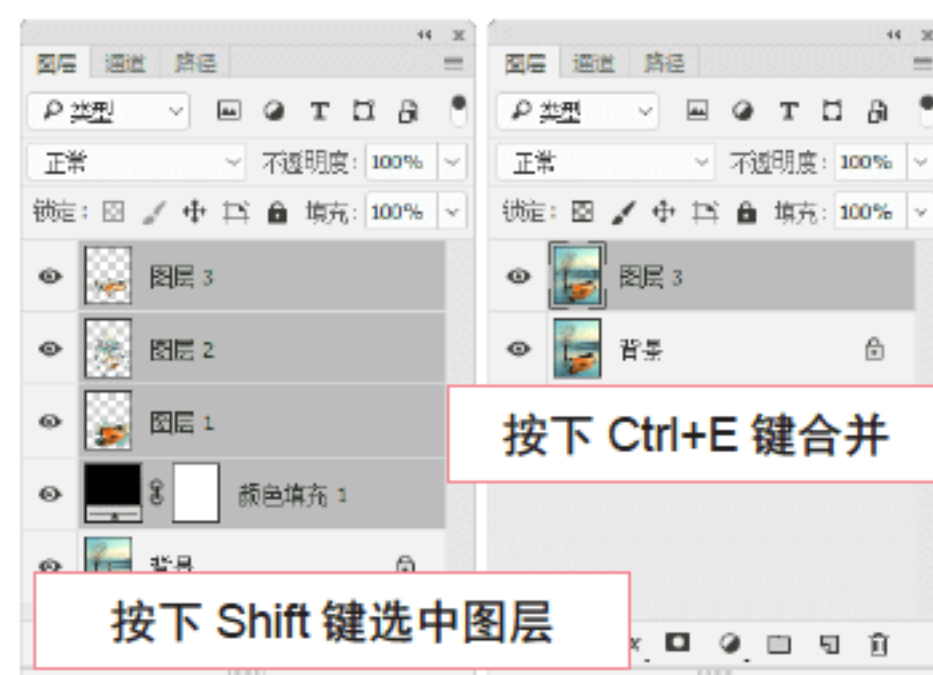 图层 通道 路径
类型
正常 不透明度: 100%
锁定: 填充: 100%
图层 3
图层 2
图层 1
颜色填充 1
背景
按下 Shift 键选中图层
图层 通道 路径
类型
正常 不透明度: 100%
锁定: 填充: 100%
图层 3
背景
按下 Ctrl+E 键合并